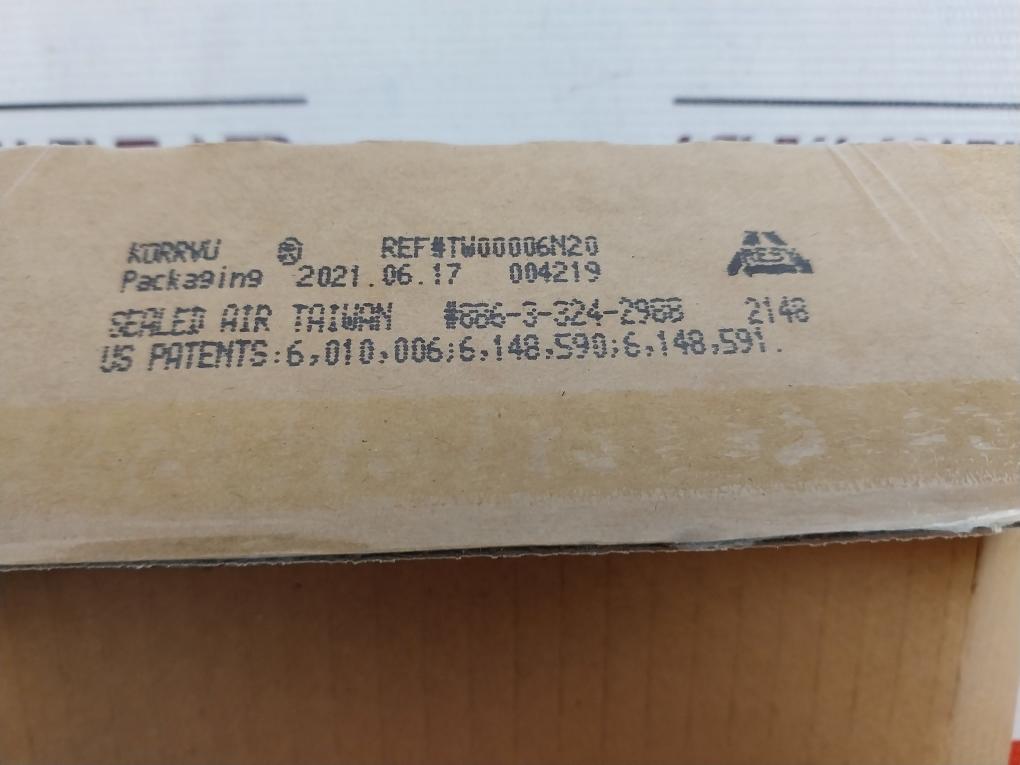 KORRVU ® REF#TW00006N20
Packaging 2021.06.17 004219
SEALED AIR TAIWAN #886-3-324-2988 2148
US PATENTS:6,010,006;6,148,590;6,148,591.